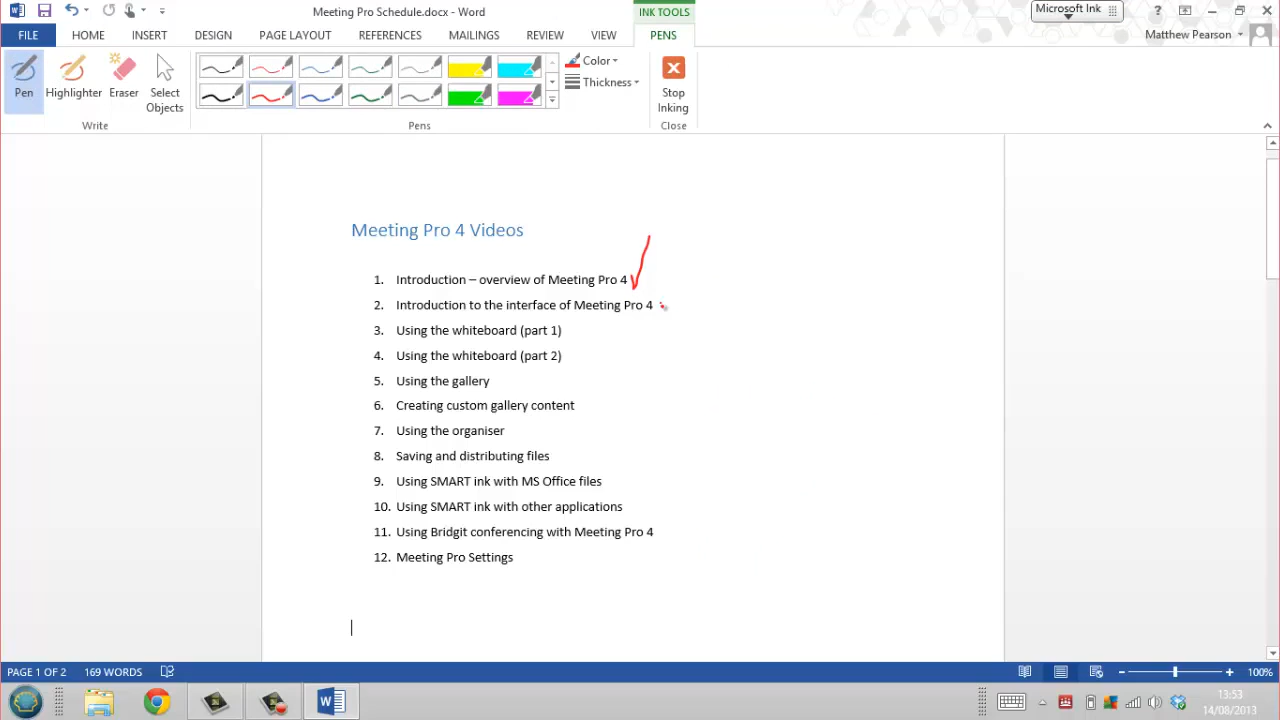 Meeting Pro Schedule.docx - Word
INK TOOLS
Microsoft Ink
?
FILE HOME INSERT DESIGN PAGE LAYOUT REFERENCES MAILINGS REVIEW VIEW PENS
Matthew Pearson
Pen Highlighter Eraser Select Objects
Color
Thickness
Stop Inking
Write Pens Close
Meeting Pro 4 Videos
1. Introduction – overview of Meeting Pro 4
2. Introduction to the interface of Meeting Pro 4
3. Using the whiteboard (part 1)
4. Using the whiteboard (part 2)
5. Using the gallery
6. Creating custom gallery content
7. Using the organiser
8. Saving and distributing files
9. Using SMART ink with MS Office files
10. Using SMART ink with other applications
11. Using Bridgit conferencing with Meeting Pro 4
12. Meeting Pro Settings
PAGE 1 OF 2 169 WORDS 100%
13:53
14/08/2013